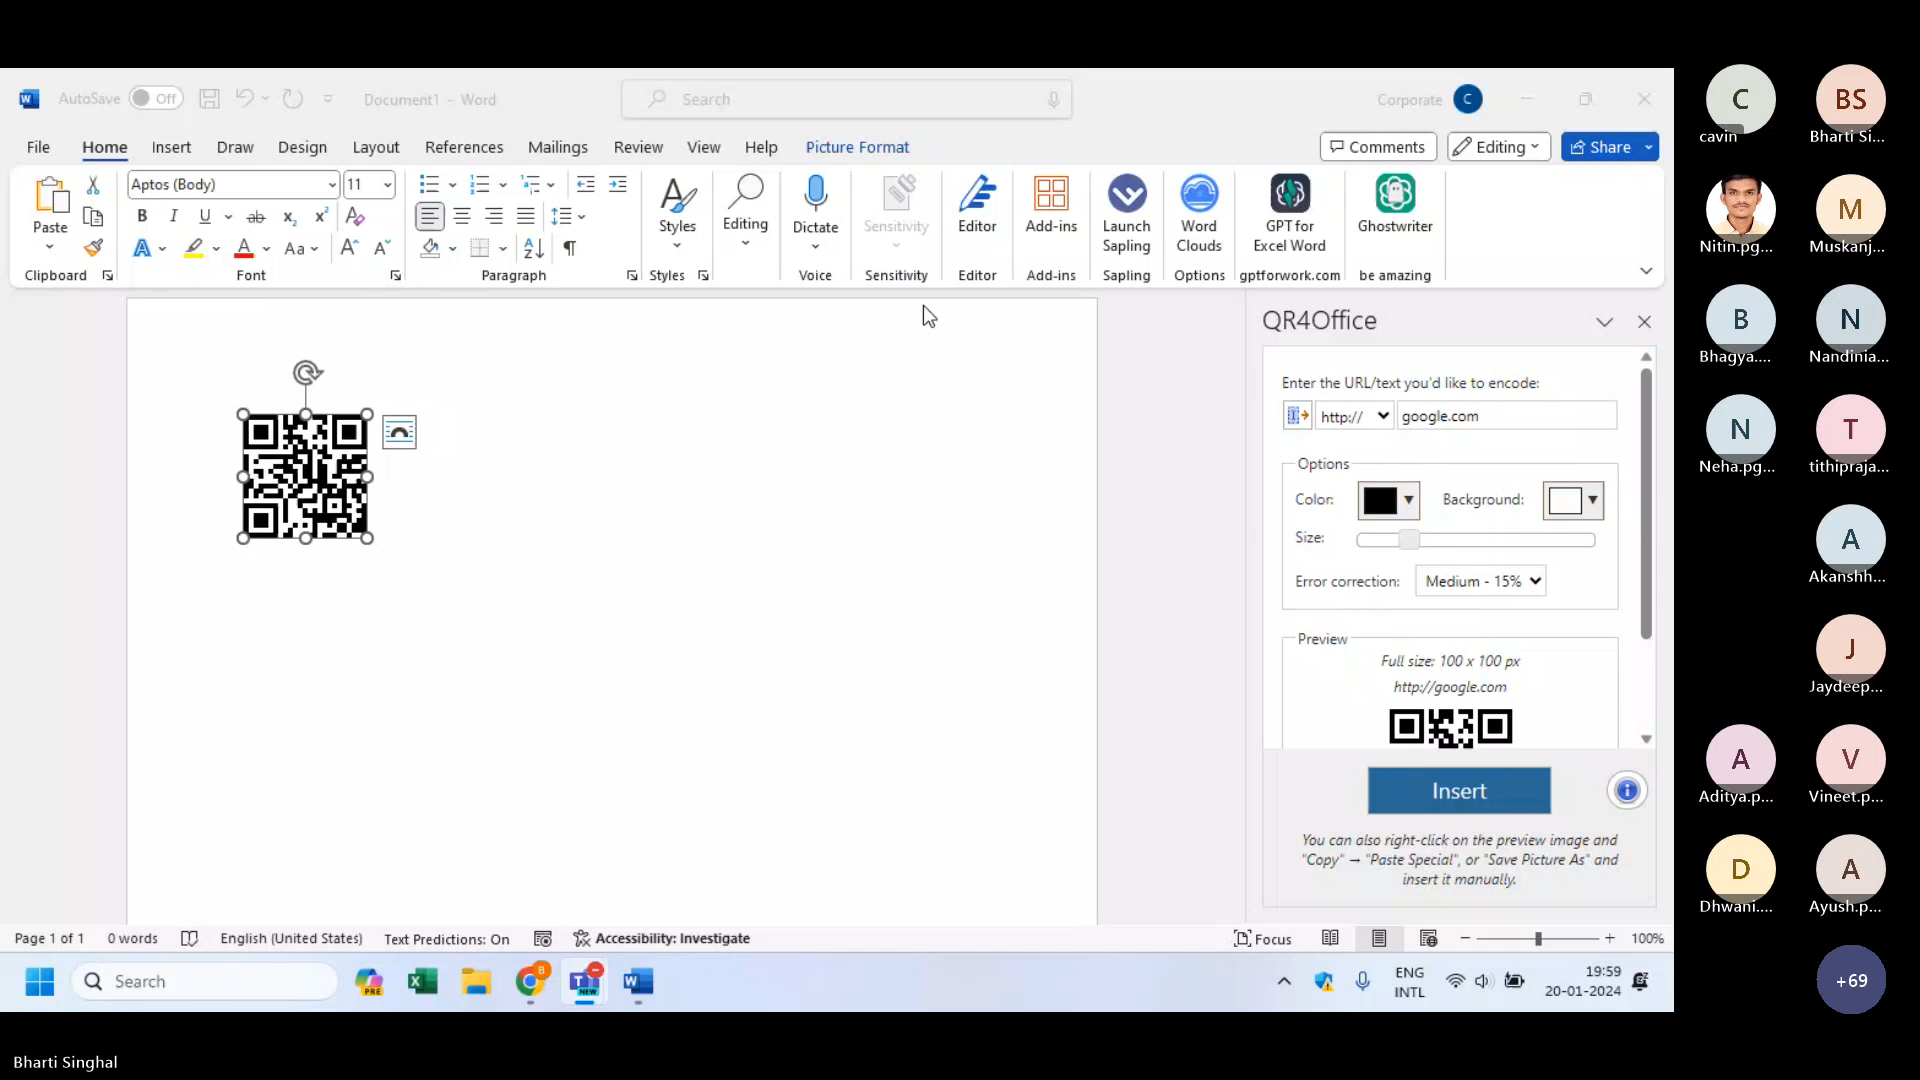 AutoSave Off Document1 - Word Search Corporate C
File Home Insert Draw Design Layout References Mailings Review View Help Picture Format Comments Editing Share
Paste
Clipboard
Aptos (Body) 11
B I U ab x₂ x²
A A Aa A A
Font
Paragraph
Styles
Styles
Editing
Dictate
Voice
Sensitivity
Sensitivity
Editor
Editor
Add-ins
Add-ins
Launch
Sapling
Sapling
Word
Clouds
Options
GPT for
Excel Word
gptforwork.com
Ghostwriter
be amazing
QR4Office
Enter the URL/text you'd like to encode:
http:// google.com
Options
Color: Background:
Size:
Error correction: Medium - 15%
Preview
Full size: 100 x 100 px
http://google.com
Insert
You can also right-click on the preview image and
"Copy" → "Paste Special", or "Save Picture As" and
insert it manually.
Page 1 of 1 0 words English (United States) Text Predictions: On Accessibility: Investigate Focus 100%
Search PRE B T NEW W ENG
INTL
19:59
20-01-2024
C
cavin
BS
Bharti Si...
Nitin.pg...
M
Muskanj...
B
Bhagya....
N
Nandinia...
N
Neha.pg...
T
tithipraja...
A
Akanshh...
J
Jaydeep...
A
Aditya.p...
V
Vineet.p...
D
Dhwani....
A
Ayush.p...
+69
Bharti Singhal